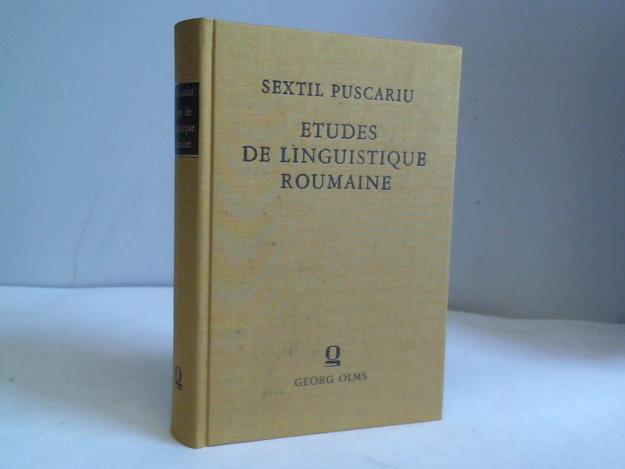 SEXTIL PUSCARIU
ETUDES
DE LINGUISTIQUE
ROUMAINE
GEORG OLMS